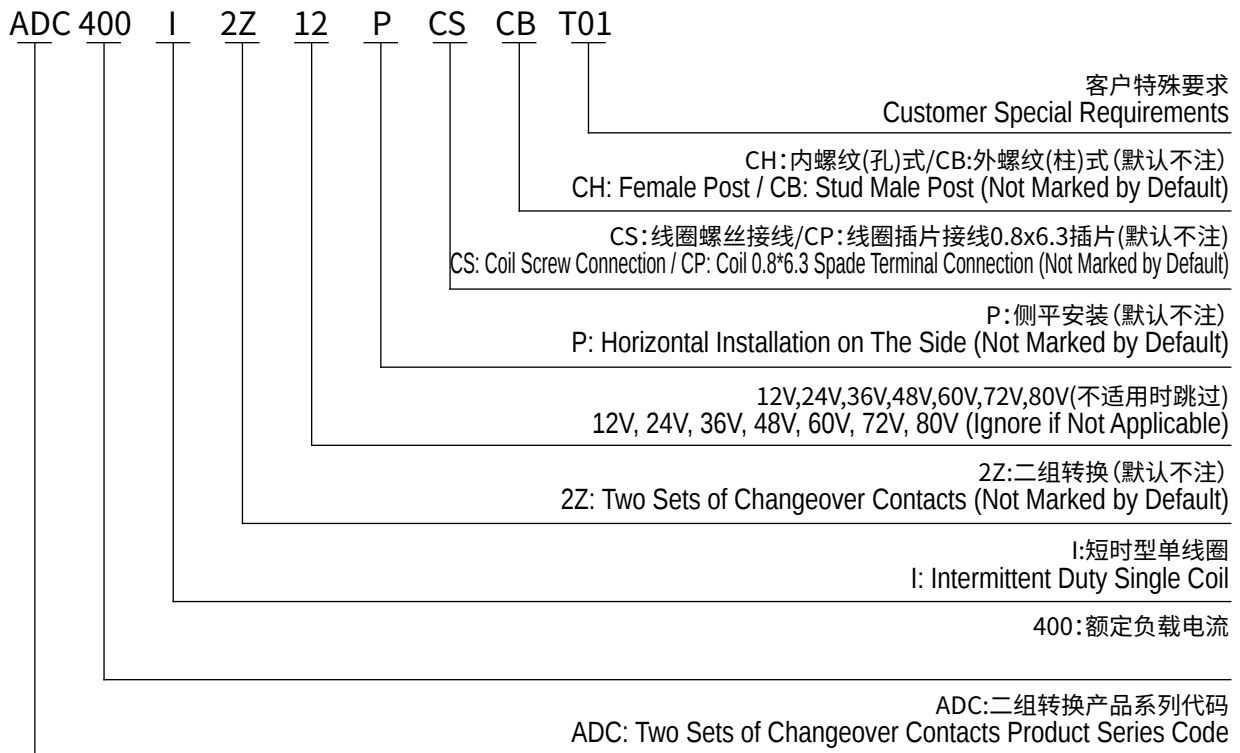 ADC 400 I 2Z 12 P CS CB T01
客户特殊要求
Customer Special Requirements
CH:内螺纹(孔)式/CB:外螺纹(柱)式(默认不注)
CH: Female Post / CB: Stud Male Post (Not Marked by Default)
CS:线圈螺丝接线/CP:线圈插片接线0.8x6.3插片(默认不注)
CS: Coil Screw Connection / CP: Coil 0.8*6.3 Spade Terminal Connection (Not Marked by Default)
P:侧平安装(默认不注)
P: Horizontal Installation on The Side (Not Marked by Default)
12V,24V,36V,48V,60V,72V,80V(不适用时跳过)
12V, 24V, 36V, 48V, 60V, 72V, 80V (Ignore if Not Applicable)
2Z:二组转换(默认不注)
2Z: Two Sets of Changeover Contacts (Not Marked by Default)
I:短时型单线圈
I: Intermittent Duty Single Coil
400:额定负载电流
ADC:二组转换产品系列代码
ADC: Two Sets of Changeover Contacts Product Series Code